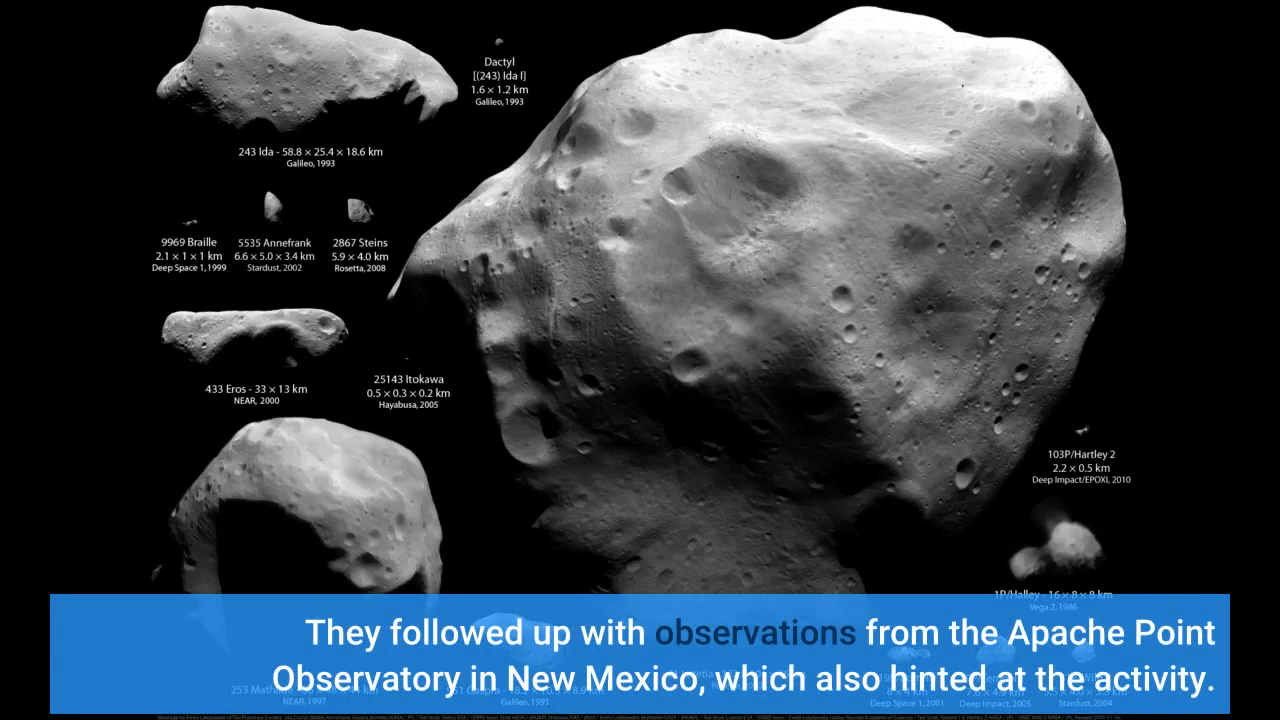 Dactyl
[(243) Ida I]
1.6 × 1.2 km
Galileo, 1993
243 Ida - 58.8 × 25.4 × 18.6 km
Galileo, 1993
9969 Braille
2.1 × 1 × 1 km
Deep Space 1, 1999
5535 Annefrank
6.6 × 5.0 × 3.4 km
Stardust, 2002
2867 Steins
5.9 × 4.0 km
Rosetta, 2008
433 Eros - 33 × 13 km
NEAR, 2000
25143 Itokawa
0.5 × 0.3 × 0.2 km
Hayabusa, 2005
103P/Hartley 2
2.2 × 0.5 km
Deep Impact/EPOXI, 2010
1P/Halley - 16 × 8 × 8 km
Vega 2, 1986
They followed up with observations from the Apache Point
Observatory in New Mexico, which also hinted at the activity.
NEAR, 1997
Galileo, 1991
Deep Space 1, 2001
Deep Impact, 2005
Stardust, 2004